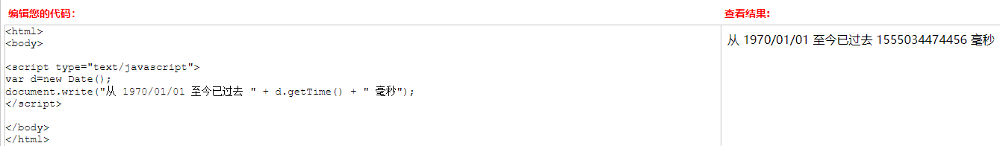 编辑您的代码：
查看结果:
<html>
<body>
<script type="text/javascript">
var d=new Date();
document.write("从 1970/01/01 至今已过去 " + d.getTime() + " 毫秒");
</script>
</body>
</html>
从 1970/01/01 至今已过去 1555034474456 毫秒